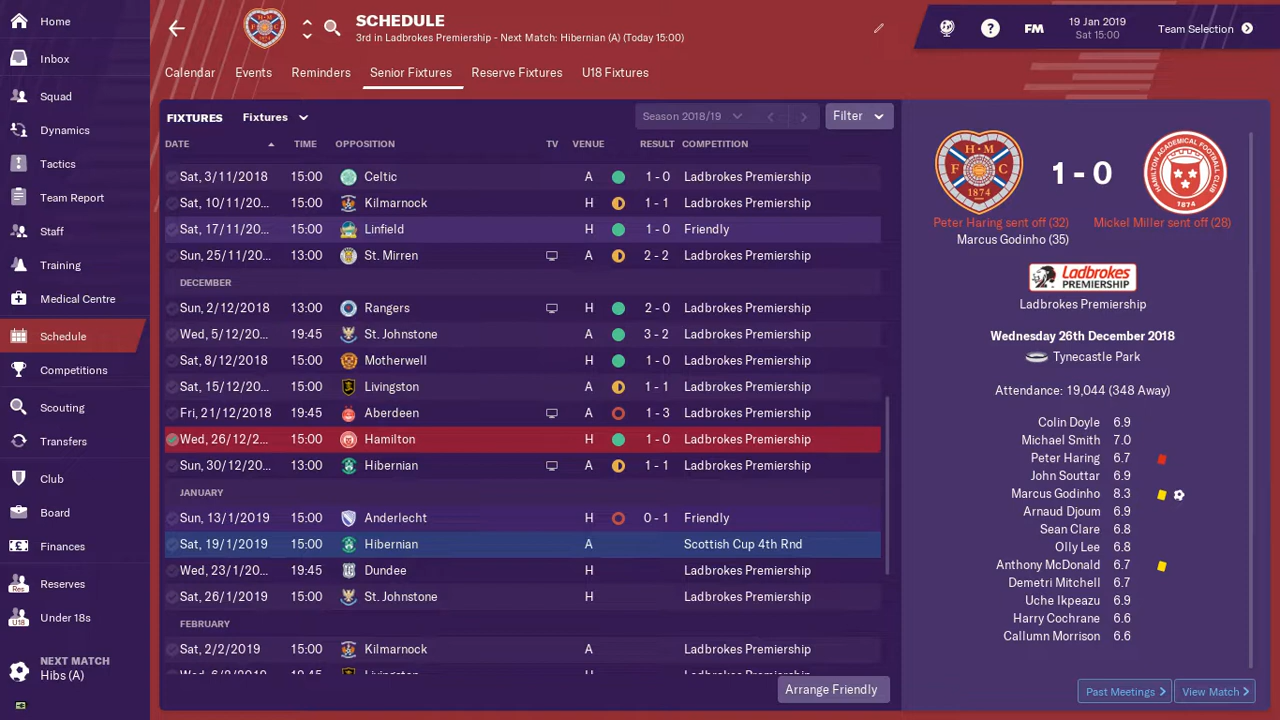 Home
Inbox
Squad
Dynamics
Tactics
Team Report
Staff
Training
Medical Centre
Schedule
Competitions
Scouting
Transfers
Club
Board
Finances
Res Reserves
U18 Under 18s
NEXT MATCH
Hibs (A)
SCHEDULE
3rd in Ladbrokes Premiership - Next Match: Hibernian (A) (Today 15:00)
? FM 19 Jan 2019
Sat 15:00
Team Selection
Calendar Events Reminders Senior Fixtures Reserve Fixtures U18 Fixtures
FIXTURES Fixtures Season 2018/19 Filter
DATE TIME OPPOSITION TV VENUE RESULT COMPETITION
Sat, 3/11/2018 15:00 Celtic A 1 - 0 Ladbrokes Premiership
Sat, 10/11/20... 15:00 Kilmarnock H 1 - 1 Ladbrokes Premiership
Sat, 17/11/20... 15:00 Linfield H 1 - 0 Friendly
Sun, 25/11/20... 13:00 St. Mirren A 2 - 2 Ladbrokes Premiership
DECEMBER
Sun, 2/12/2018 13:00 Rangers H 2 - 0 Ladbrokes Premiership
Wed, 5/12/20... 19:45 St. Johnstone A 3 - 2 Ladbrokes Premiership
Sat, 8/12/2018 15:00 Motherwell H 1 - 0 Ladbrokes Premiership
Sat, 15/12/20... 15:00 Livingston A 1 - 1 Ladbrokes Premiership
Fri, 21/12/2018 19:45 Aberdeen A 1 - 3 Ladbrokes Premiership
Wed, 26/12/2... 15:00 Hamilton H 1 - 0 Ladbrokes Premiership
Sun, 30/12/20... 13:00 Hibernian A 1 - 1 Ladbrokes Premiership
JANUARY
Sun, 13/1/2019 15:00 Anderlecht H 0 - 1 Friendly
Sat, 19/1/2019 15:00 Hibernian A Scottish Cup 4th Rnd
Wed, 23/1/20... 19:45 Dundee H Ladbrokes Premiership
Sat, 26/1/2019 15:00 St. Johnstone H Ladbrokes Premiership
FEBRUARY
Sat, 2/2/2019 15:00 Kilmarnock A Ladbrokes Premiership
Arrange Friendly
H M
F C
1874
1 - 0
HAMILTON ACADEMICAL FOOTBALL CLUB
1874
Peter Haring sent off (32) Mickel Miller sent off (28)
Marcus Godinho (35)
Ladbrokes
PREMIERSHIP
Ladbrokes Premiership
Wednesday 26th December 2018
Tynecastle Park
Attendance: 19,044 (348 Away)
Colin Doyle 6.9
Michael Smith 7.0
Peter Haring 6.7
John Souttar 6.9
Marcus Godinho 8.3
Arnaud Djoum 6.9
Sean Clare 6.8
Olly Lee 6.8
Anthony McDonald 6.7
Demetri Mitchell 6.7
Uche Ikpeazu 6.9
Harry Cochrane 6.6
Callumn Morrison 6.6
Past Meetings View Match